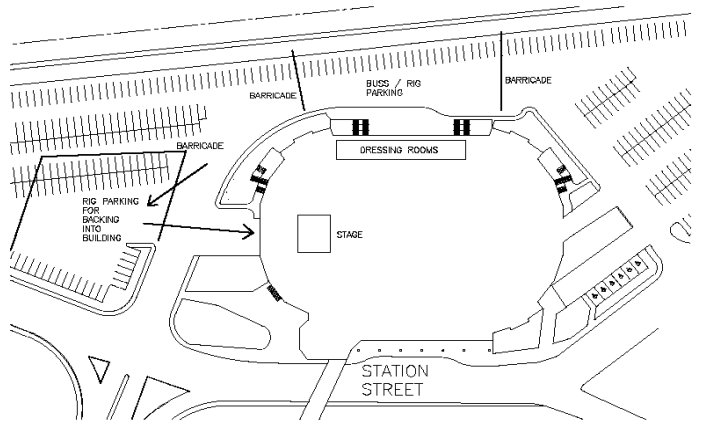 BUSS / RIG
PARKING
BARRICADE
BARRICADE
BARRICADE
DRESSING ROOMS
RIG PARKING
FOR
BACKING
INTO
BUILDING
STAGE
STATION
STREET